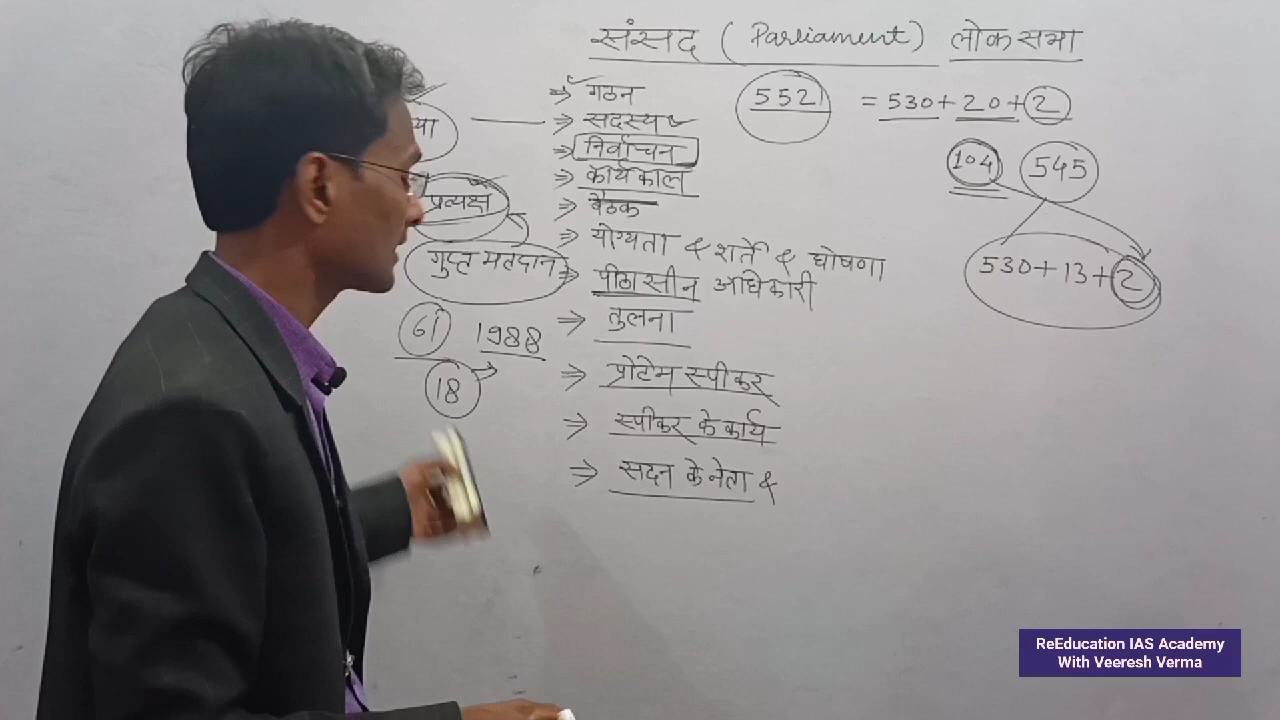 संसद (Parliament) लोक सभा
⇒ गठन 552 = 530+20+2
⇒ सदस्य
⇒ निर्वाचन 104 545
⇒ कार्यकाल
प्रत्यक्ष ⇒ बैठक
⇒ योग्यता & शर्ते & घोषणा
गुप्त मतदान ⇒ पीठासीन अधिकारी 530+13+2
61 1988 ⇒ तुलना
18 ⇒ प्रोटेम स्पीकर
⇒ स्पीकर के कार्य
⇒ सदन के नेता &
ReEducation IAS Academy
With Veeresh Verma